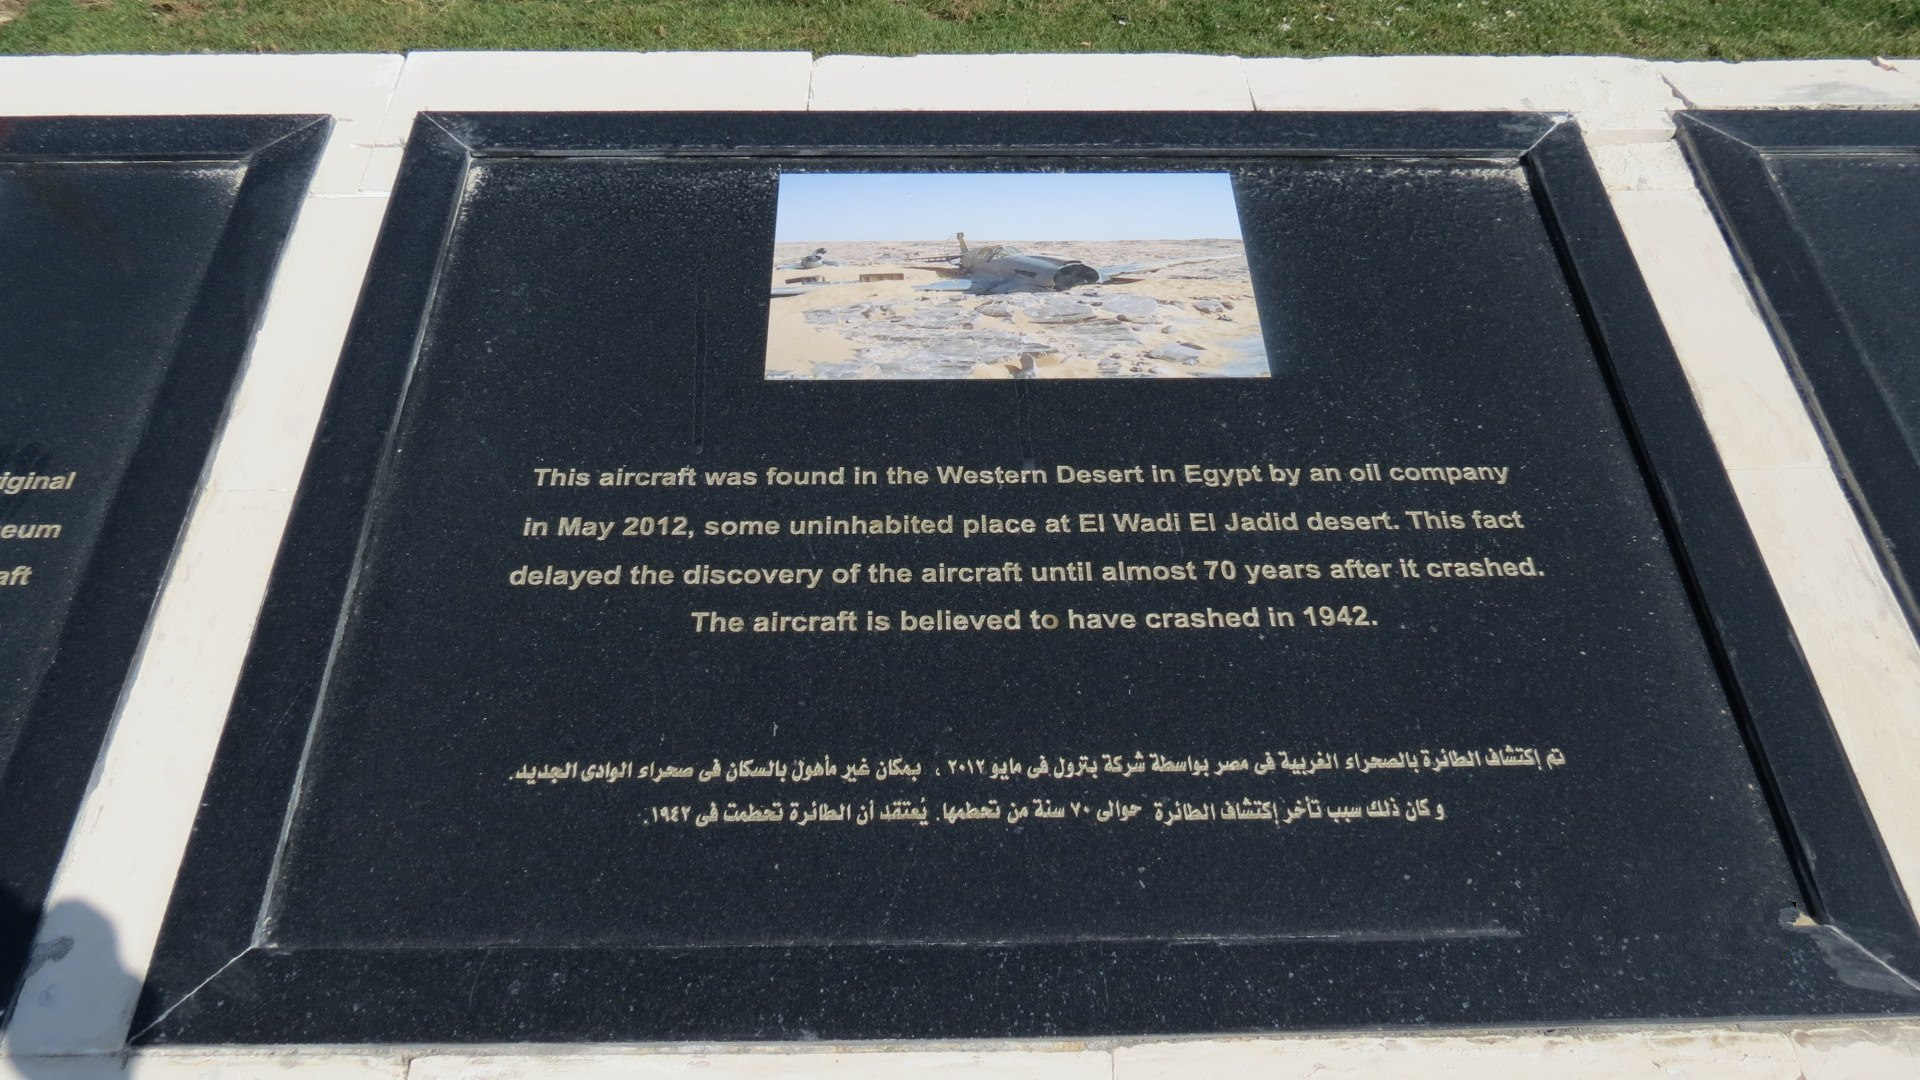 iginal
eum
aft
This aircraft was found in the Western Desert in Egypt by an oil company
in May 2012, some uninhabited place at El Wadi El Jadid desert. This fact
delayed the discovery of the aircraft until almost 70 years after it crashed.
The aircraft is believed to have crashed in 1942.
تم إكتشاف الطائرة بالصحراء الغربية فى مصر بواسطة شركة بترول فى مايو ٢٠١٢ ، بمكان غير مأهول بالسكان فى صحراء الوادى الجديد.
و كان ذلك سبب تأخر إكتشاف الطائرة حوالى ٧٠ سنة من تحطمها. يُعتقد أن الطائرة تحطمت فى ١٩٤٢.